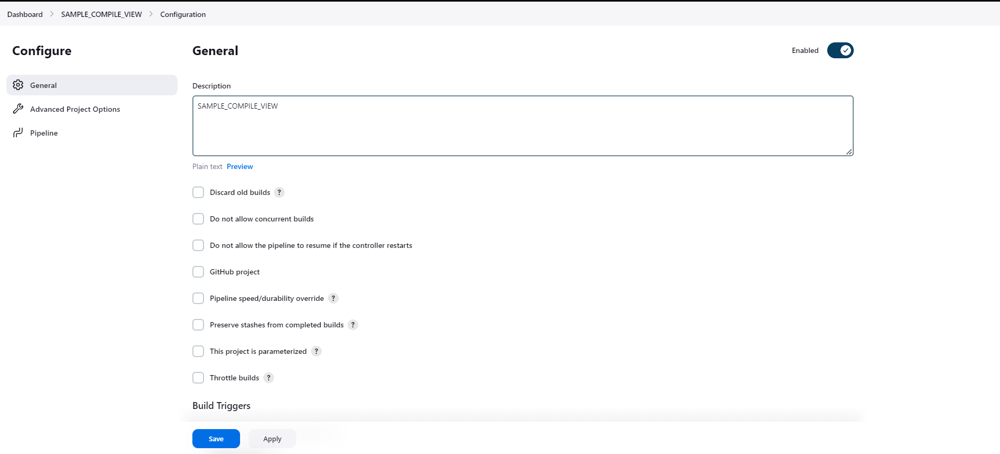 Dashboard > SAMPLE_COMPILE_VIEW > Configuration
Configure
General
Advanced Project Options
Pipeline
General
Enabled
Description
SAMPLE_COMPILE_VIEW
Plain text Preview
Discard old builds ?
Do not allow concurrent builds
Do not allow the pipeline to resume if the controller restarts
GitHub project
Pipeline speed/durability override ?
Preserve stashes from completed builds ?
This project is parameterized ?
Throttle builds ?
Build Triggers
Save
Apply